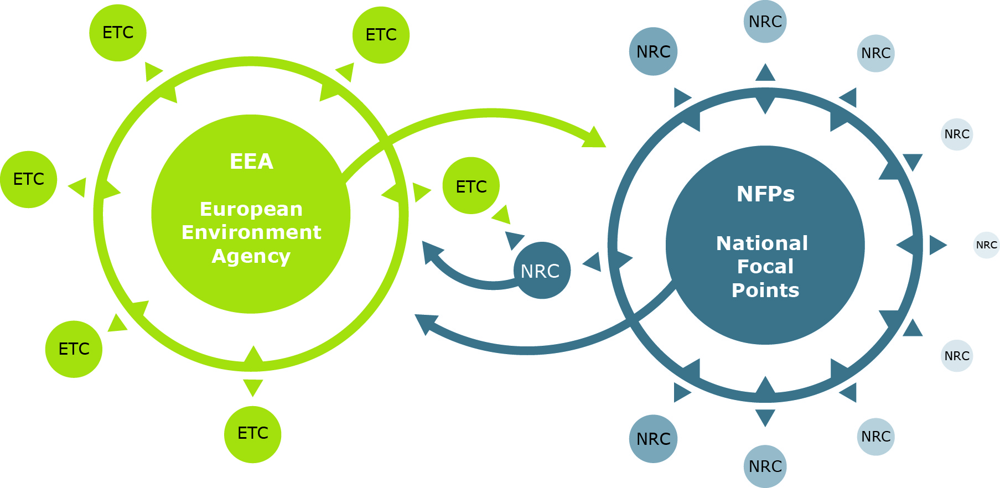 ETC
ETC
ETC
ETC
ETC
ETC
EEA
European
Environment
Agency
NRC
NRC
NRC
NRC
NRC
NRC
NRC
NRC
NRC
NRC
NFPs
National
Focal
Points